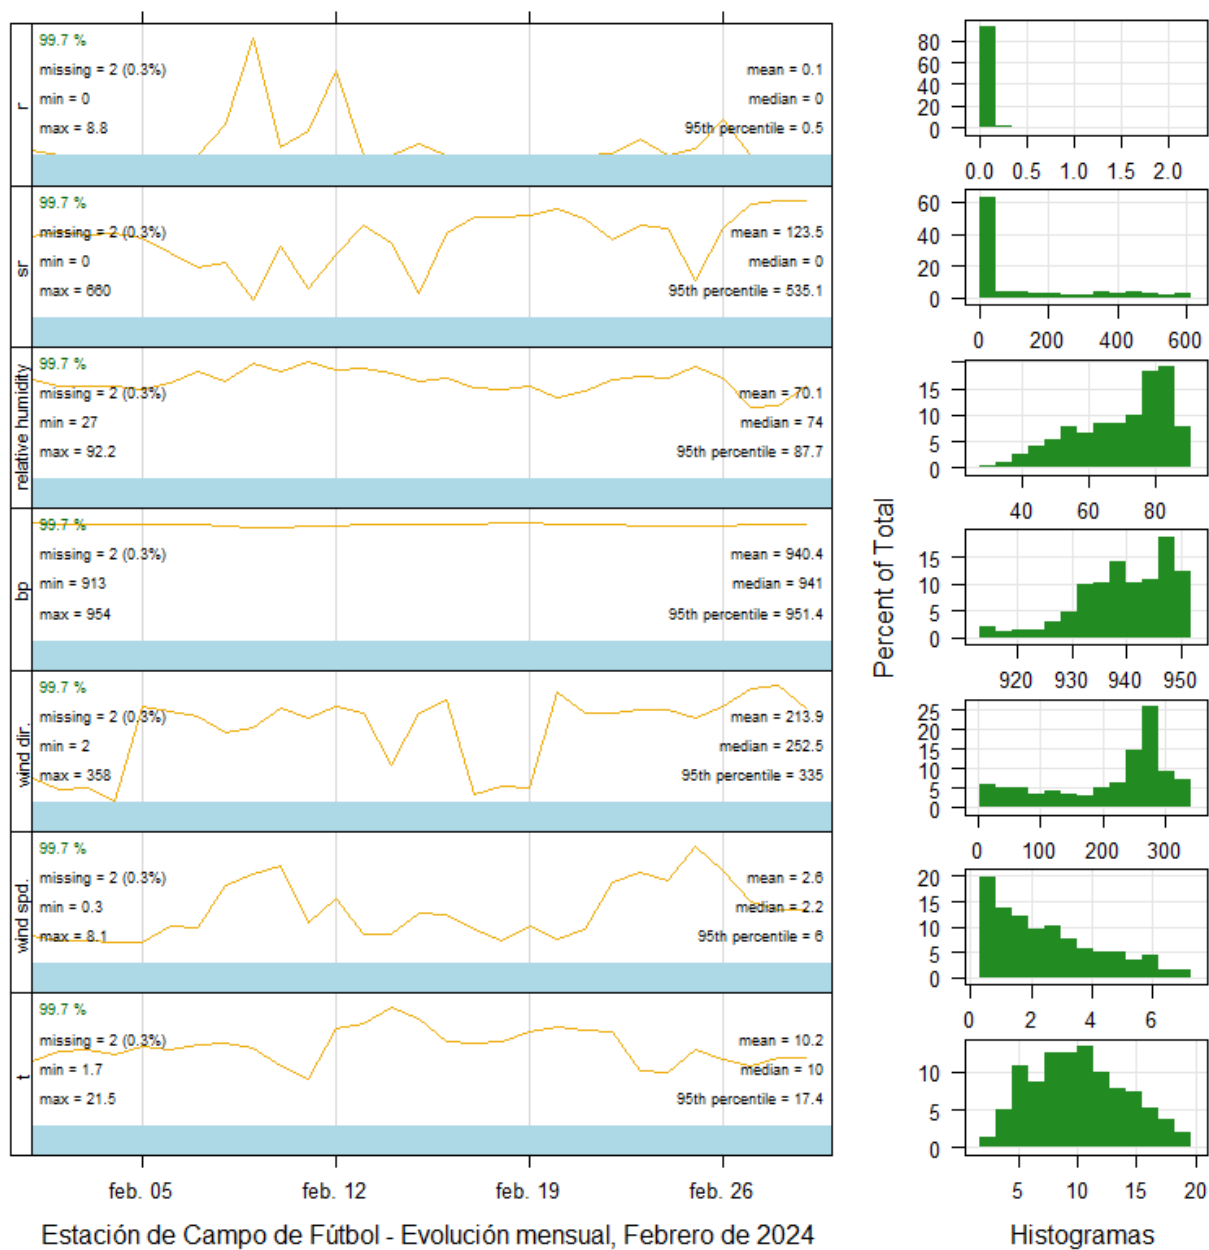 r
99.7 %
missing = 2 (0.3%)
min = 0
max = 8.8
mean = 0.1
median = 0
95th percentile = 0.5
sr
99.7 %
missing = 2 (0.3%)
min = 0
max = 660
mean = 123.5
median = 0
95th percentile = 535.1
relative humidity
99.7 %
missing = 2 (0.3%)
min = 27
max = 92.2
mean = 70.1
median = 74
95th percentile = 87.7
bp
99.7 %
missing = 2 (0.3%)
min = 913
max = 954
mean = 940.4
median = 941
95th percentile = 951.4
wind dir.
99.7 %
missing = 2 (0.3%)
min = 2
max = 358
mean = 213.9
median = 252.5
95th percentile = 335
wind spd.
99.7 %
missing = 2 (0.3%)
min = 0.3
max = 8.1
mean = 2.6
median = 2.2
95th percentile = 6
t
99.7 %
missing = 2 (0.3%)
min = 1.7
max = 21.5
mean = 10.2
median = 10
95th percentile = 17.4
feb. 05 feb. 12 feb. 19 feb. 26
Estación de Campo de Fútbol - Evolución mensual, Febrero de 2024
Percent of Total
80
60
40
20
0
0.0 0.5 1.0 1.5 2.0
60
40
20
0
0 200 400 600
15
10
5
0
40 60 80
15
10
5
0
920 930 940 950
25
20
15
10
5
0
0 100 200 300
20
15
10
5
0
0 2 4 6
10
5
0
5 10 15 20
Histogramas